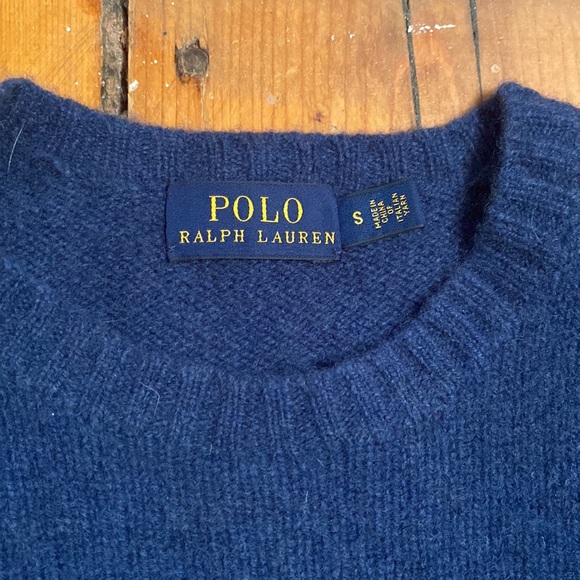 POLO
RALPH LAUREN
S
MADE IN
CHINA
OF
ITALIAN
YARN